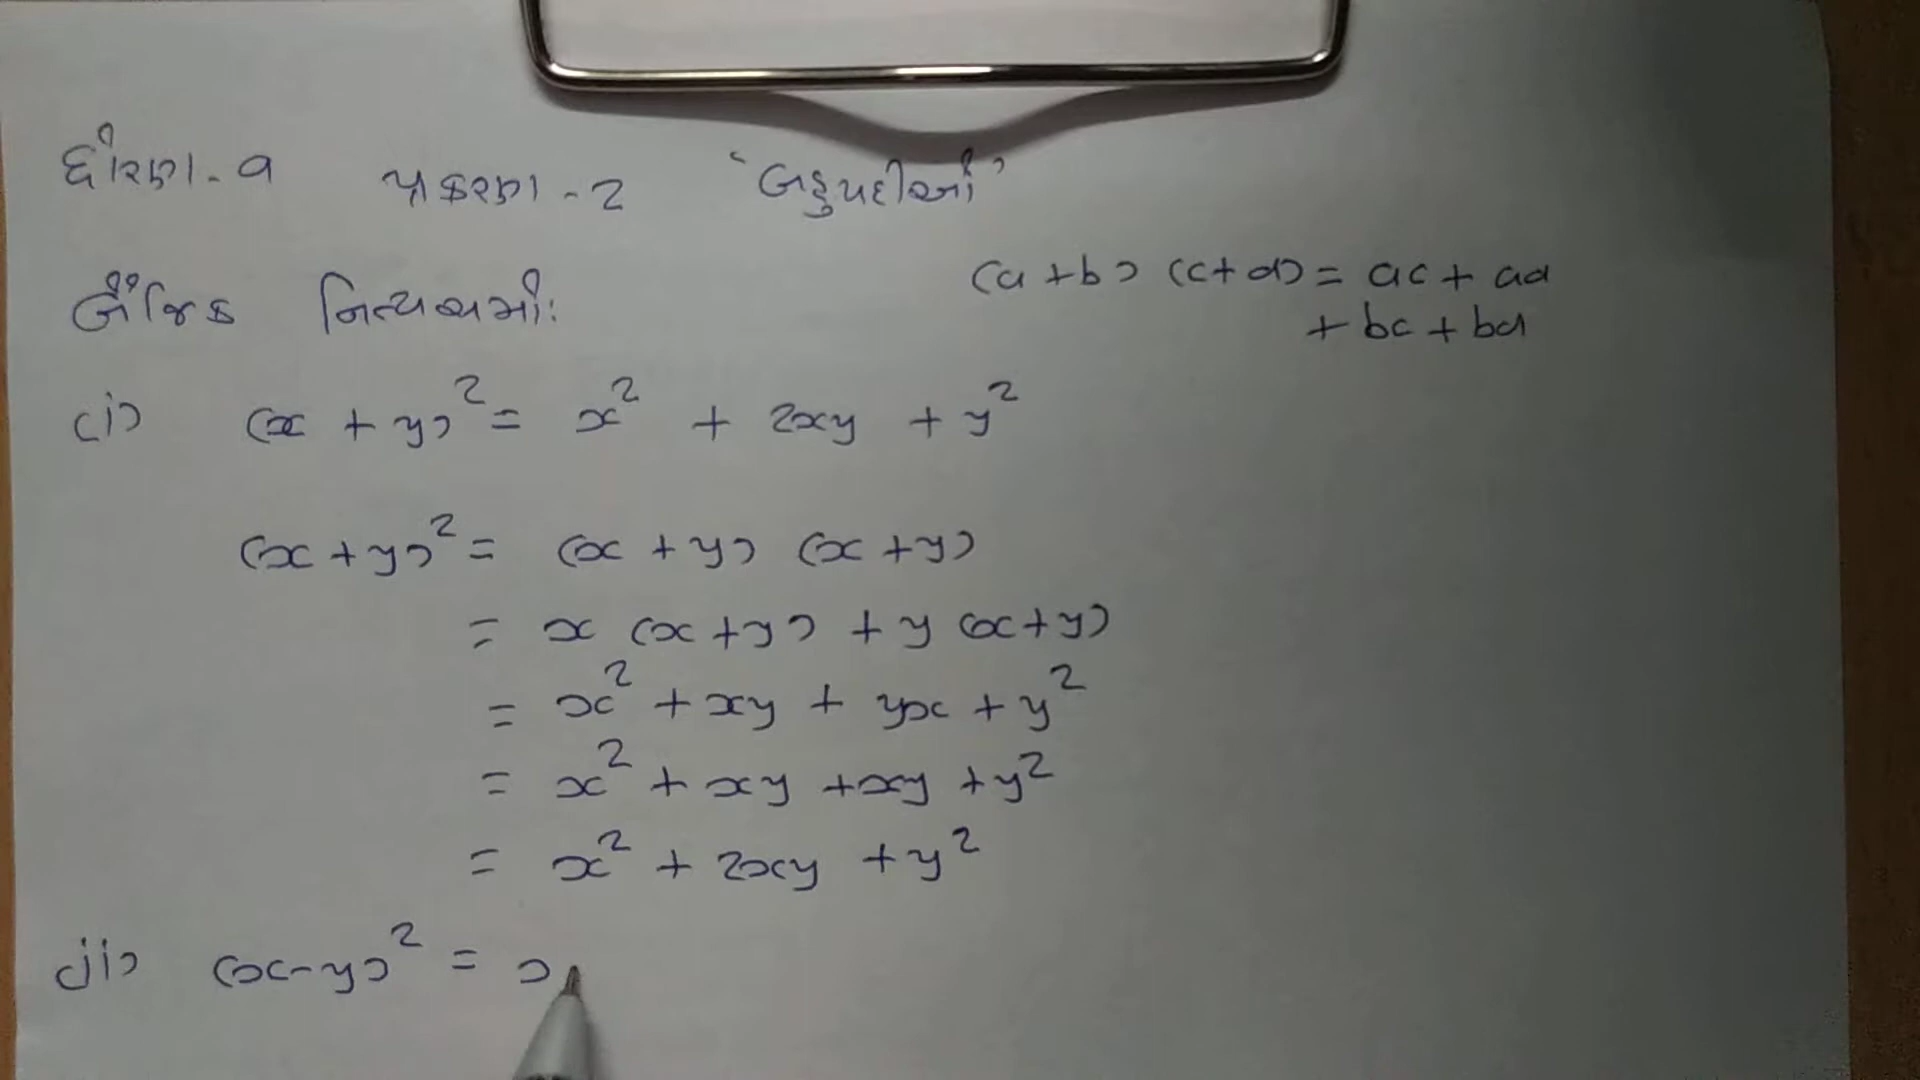 ધોરણ-૯ પ્રકરણ-2 "બહુપદીઓ"
બૈજિક નિત્યસમો:
(a+b) (c+d) = ac + ad
+ bc + bd
(i) (x + y)² = x² + 2xy + y²
(x+y)² = (x + y) (x+y)
= x (x+y) + y (x+y)
= x² + xy + yx + y²
= x² + xy + xy + y²
= x² + 2xy + y²
(ii) (x-y)² =